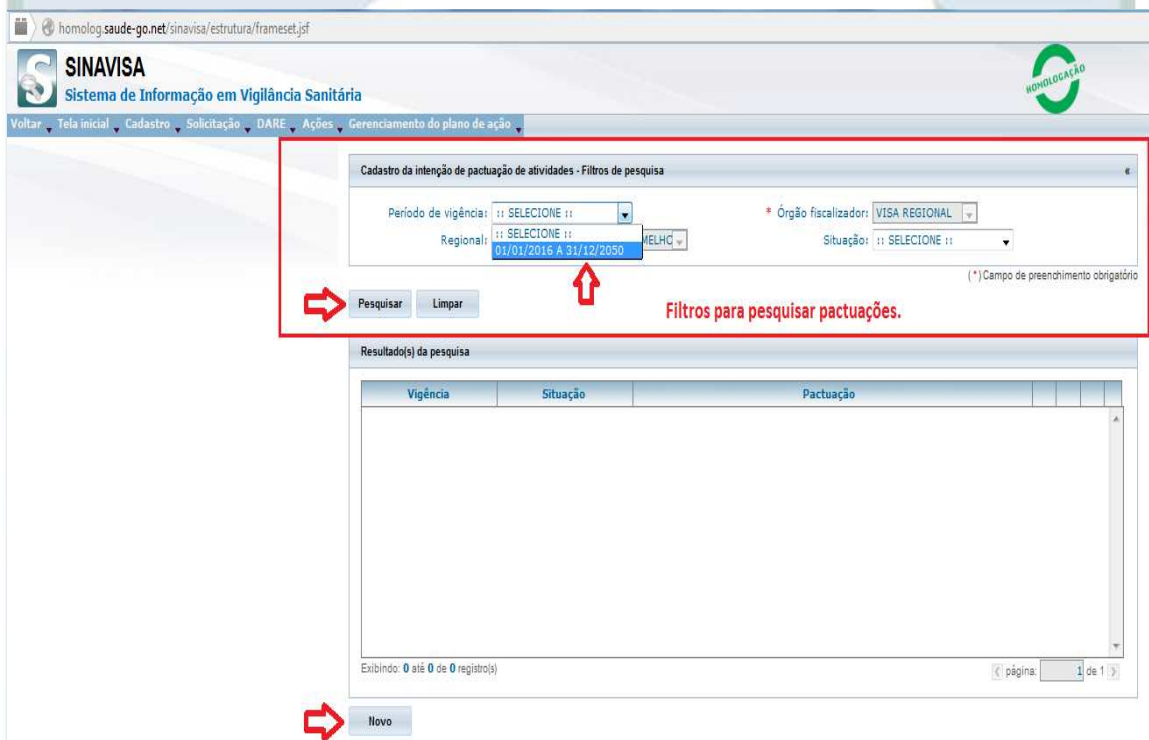 homolog.saude-go.net/sinavisa/estrutura/frameset.jsf
SINAVISA
Sistema de Informação em Vigilância Sanitária
HOMOLOGAÇÃO
Voltar Tela inicial Cadastro Solicitação DARE Ações Gerenciamento do plano de ação
Cadastro da intenção de pactuação de atividades - Filtros de pesquisa «
Período de vigência: :: SELECIONE :: * Órgão fiscalizador: VISA REGIONAL
:: SELECIONE ::
Regional: MELHO Situação: :: SELECIONE ::
01/01/2016 A 31/12/2050
(*)Campo de preenchimento obrigatório
Pesquisar Limpar
Filtros para pesquisar pactuações.
Resultado(s) da pesquisa
Vigência Situação Pactuação
Exibindo: 0 até 0 de 0 registro(s) página: 1 de 1
Novo